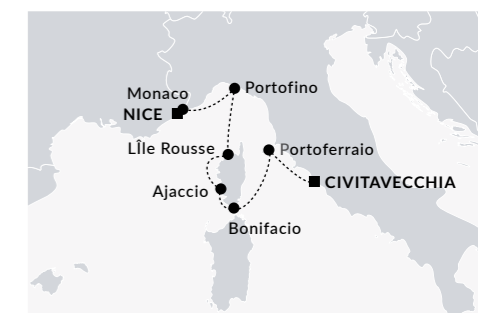 Monaco
Portofino
NICE
LÎle Rousse
Portoferraio
Ajaccio
CIVITAVECCHIA
Bonifacio